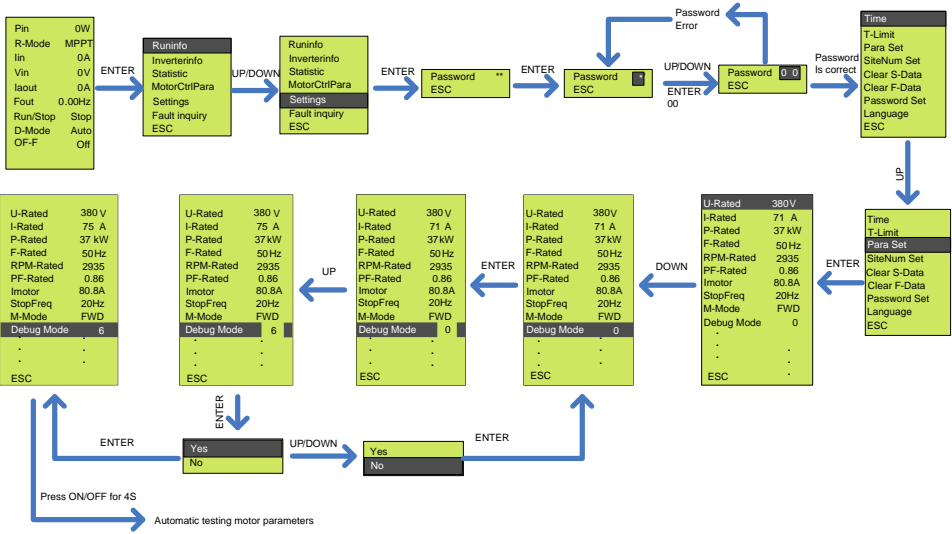 Pin 0W
R-Mode MPPT
Iin 0A
Vin 0V
Iaout 0A
Fout 0.00Hz
Run/Stop Stop
D-Mode Auto
OF-F Off
ENTER
Runinfo
Inverterinfo
Statistic
MotorCtrlPara
Settings
Fault inquiry
ESC
UP/DOWN
Runinfo
Inverterinfo
Statistic
MotorCtrlPara
Settings
Fault inquiry
ESC
ENTER
Password **
ESC
ENTER
Password *
ESC
Password
Error
UP/DOWN
ENTER
00
Password 0 0
ESC
Password
Is correct
Time
T-Limit
Para Set
SiteNum Set
Clear S-Data
Clear F-Data
Password Set
Language
ESC
UP
Time
T-Limit
Para Set
SiteNum Set
Clear S-Data
Clear F-Data
Password Set
Language
ESC
ENTER
U-Rated 380V
I-Rated 71 A
P-Rated 37 kW
F-Rated 50Hz
RPM-Rated 2935
PF-Rated 0.86
Imotor 80.8A
StopFreq 20Hz
M-Mode FWD
Debug Mode 0
ESC
DOWN
U-Rated 380V
I-Rated 71 A
P-Rated 37 kW
F-Rated 50Hz
RPM-Rated 2935
PF-Rated 0.86
Imotor 80.8A
StopFreq 20Hz
M-Mode FWD
Debug Mode 0
ESC
ENTER
U-Rated 380 V
I-Rated 71 A
P-Rated 37 kW
F-Rated 50Hz
RPM-Rated 2935
PF-Rated 0.86
Imotor 80.8A
StopFreq 20Hz
M-Mode FWD
Debug Mode 0
ESC
UP
U-Rated 380 V
I-Rated 75 A
P-Rated 37 kW
F-Rated 50Hz
RPM-Rated 2935
PF-Rated 0.86
Imotor 80.8A
StopFreq 20Hz
M-Mode FWD
Debug Mode 6
ESC
ENTER
Yes
No
UP/DOWN
Yes
No
ENTER
ENTER
U-Rated 380 V
I-Rated 75 A
P-Rated 37 kW
F-Rated 50Hz
RPM-Rated 2935
PF-Rated 0.86
Imotor 80.8A
StopFreq 20Hz
M-Mode FWD
Debug Mode 6
ESC
Press ON/OFF for 4S
Automatic testing motor parameters